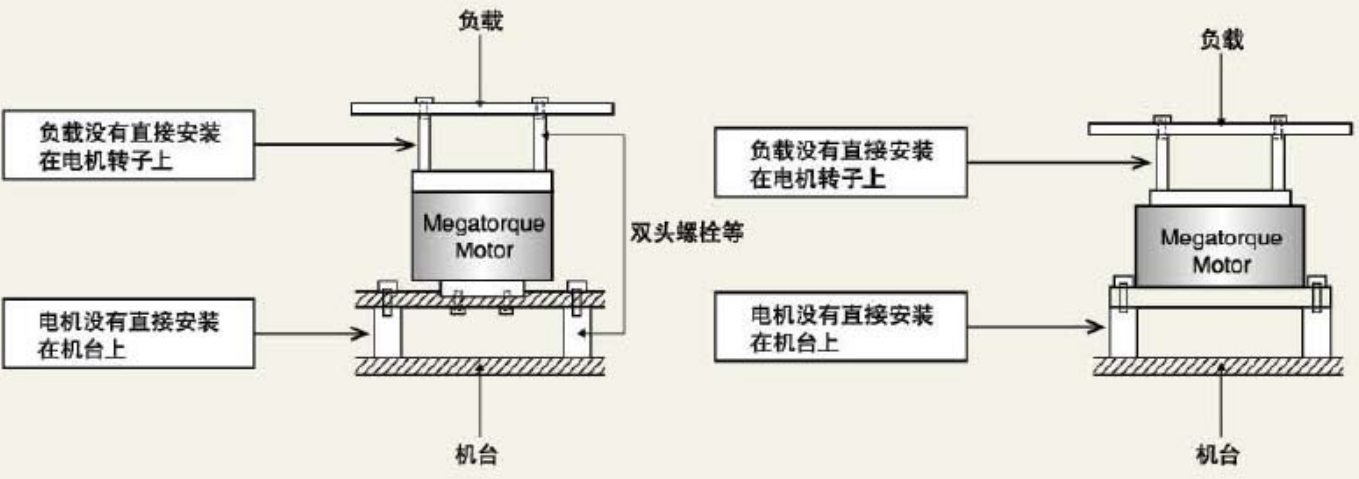 负载
负载没有直接安装
在电机转子上
Megatorque
Motor
双头螺栓等
电机没有直接安装
在机台上
机台
负载
负载没有直接安装
在电机转子上
Megatorque
Motor
电机没有直接安装
在机台上
机台